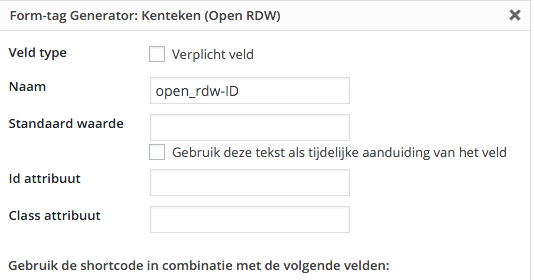 Form-tag Generator: Kenteken (Open RDW)
Veld type
Verplicht veld
Naam
open_rdw-ID
Standaard waarde
Gebruik deze tekst als tijdelijke aanduiding van het veld
Id attribuut
Class attribuut
Gebruik de shortcode in combinatie met de volgende velden: